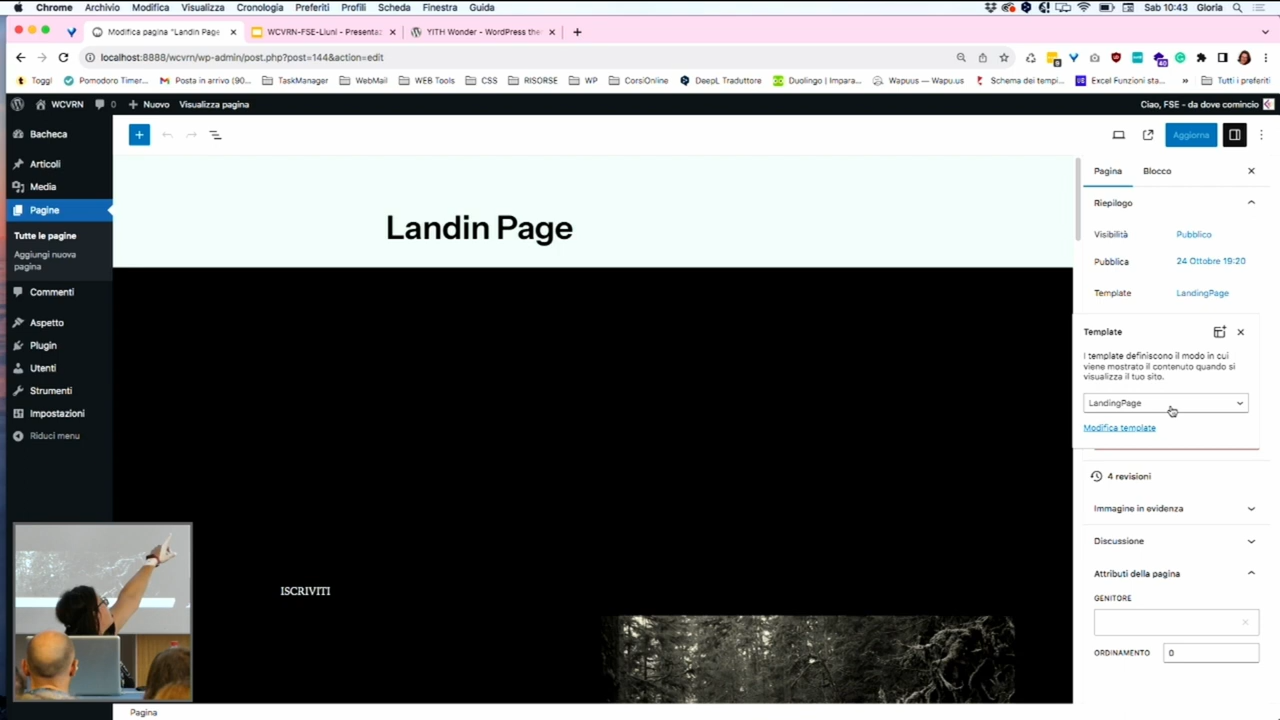 Chrome Archivio Modifica Visualizza Cronologia Preferiti Profili Scheda Finestra Guida Sab 10:43 Gloria
Modifica pagina "Landin Page WCVRN-FSE-Lluni - Presenta: YITH Wonder - WordPress the
localhost:8888/wcvrn/wp-admin/post.php?post=144&action=edit
Toggl Pomodoro Timer... Posta in arrivo (90... TaskManager WebMail WEB Tools CSS RISORSE WP CorsiOnline DeepL Traduttore Duolingo | Impara... Wapuus — Wapu.us Schema dei tempi... Excel Funzioni sta... » Tutti i preferiti
WCVRN 0 Nuovo Visualizza pagina Ciao, FSE - da dove comincio
Bacheca
Articoli
Media
Pagine
Tutte le pagine
Aggiungi nuova
pagina
Commenti
Aspetto
Plugin
Utenti
Strumenti
Impostazioni
Riduci menu
Aggiorna
Landin Page
ISCRIVITI
Pagina Blocco
Riepilogo
Visibilità Pubblico
Pubblica 24 Ottobre 19:20
Template LandingPage
Template
I template definiscono il modo in cui
viene mostrato il contenuto quando si
visualizza il tuo sito.
LandingPage
Modifica template
4 revisioni
Immagine in evidenza
Discussione
Attributi della pagina
GENITORE
ORDINAMENTO 0
Pagina